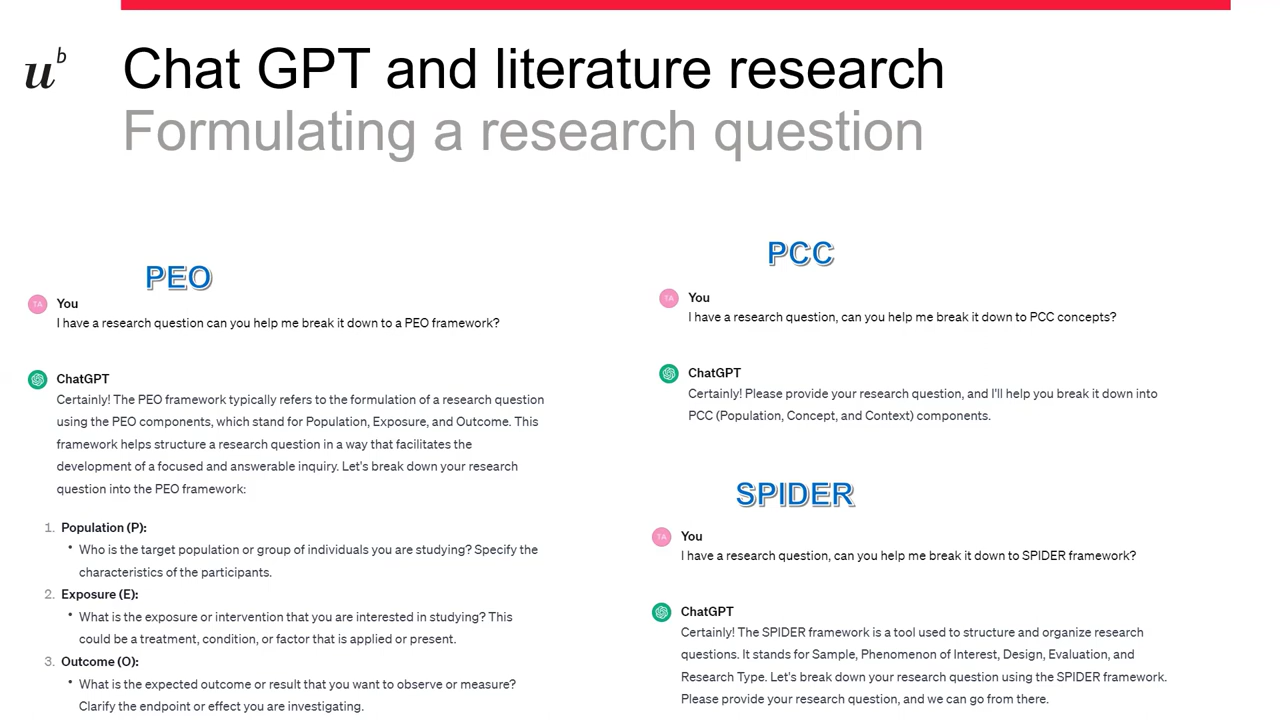 u b
Chat GPT and literature research
Formulating a research question
PEO
TA You
I have a research question can you help me break it down to a PEO framework?
ChatGPT
Certainly! The PEO framework typically refers to the formulation of a research question
using the PEO components, which stand for Population, Exposure, and Outcome. This
framework helps structure a research question in a way that facilitates the
development of a focused and answerable inquiry. Let's break down your research
question into the PEO framework:
1. Population (P):
• Who is the target population or group of individuals you are studying? Specify the
characteristics of the participants.
2. Exposure (E):
• What is the exposure or intervention that you are interested in studying? This
could be a treatment, condition, or factor that is applied or present.
3. Outcome (O):
• What is the expected outcome or result that you want to observe or measure?
Clarify the endpoint or effect you are investigating.
PCC
TA You
I have a research question, can you help me break it down to PCC concepts?
ChatGPT
Certainly! Please provide your research question, and I'll help you break it down into
PCC (Population, Concept, and Context) components.
SPIDER
TA You
I have a research question, can you help me break it down to SPIDER framework?
ChatGPT
Certainly! The SPIDER framework is a tool used to structure and organize research
questions. It stands for Sample, Phenomenon of Interest, Design, Evaluation, and
Research Type. Let's break down your research question using the SPIDER framework.
Please provide your research question, and we can go from there.